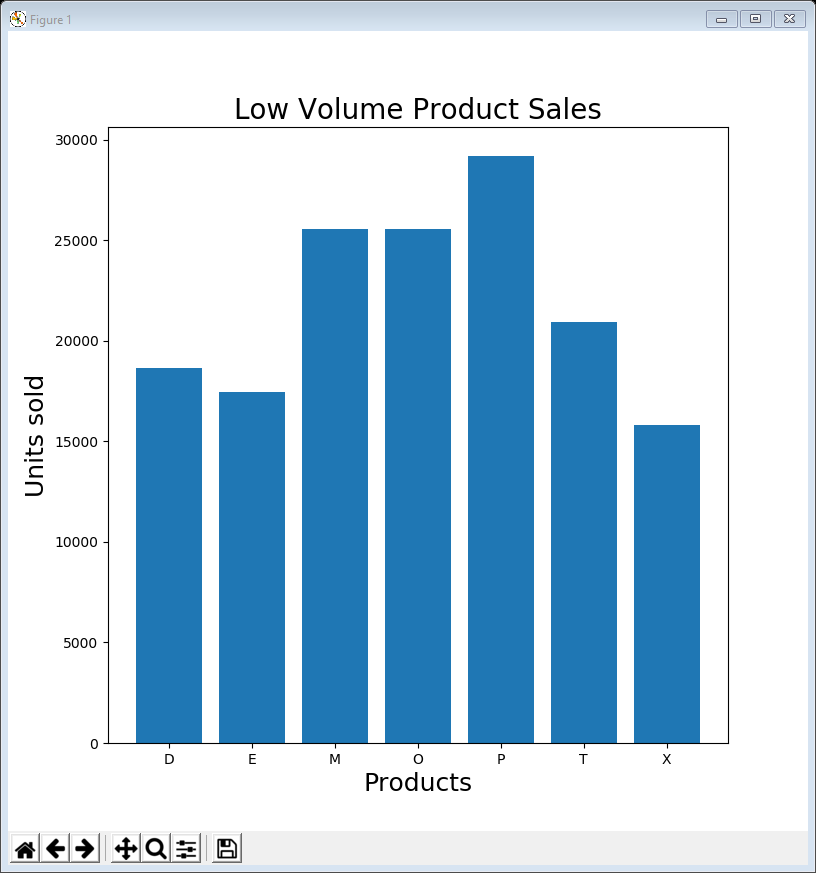 Figure 1
Low Volume Product Sales
30000
25000
20000
15000
10000
5000
0
Units sold
D E M O P T X
Products